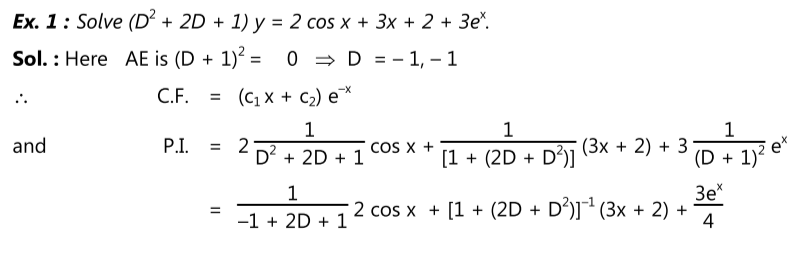 Ex. 1 : Solve (D² + 2D + 1) y = 2 cos x + 3x + 2 + 3eˣ.
Sol. : Here AE is (D + 1)² = 0 ⇒ D = – 1, – 1
∴ C.F. = (c₁ x + c₂) e⁻ˣ
and P.I. = 2 1/(D² + 2D + 1) cos x + 1/([1 + (2D + D²)]) (3x + 2) + 3 1/((D + 1)²) eˣ
= 1/(–1 + 2D + 1) 2 cos x + [1 + (2D + D²)]⁻¹ (3x + 2) + 3eˣ/4